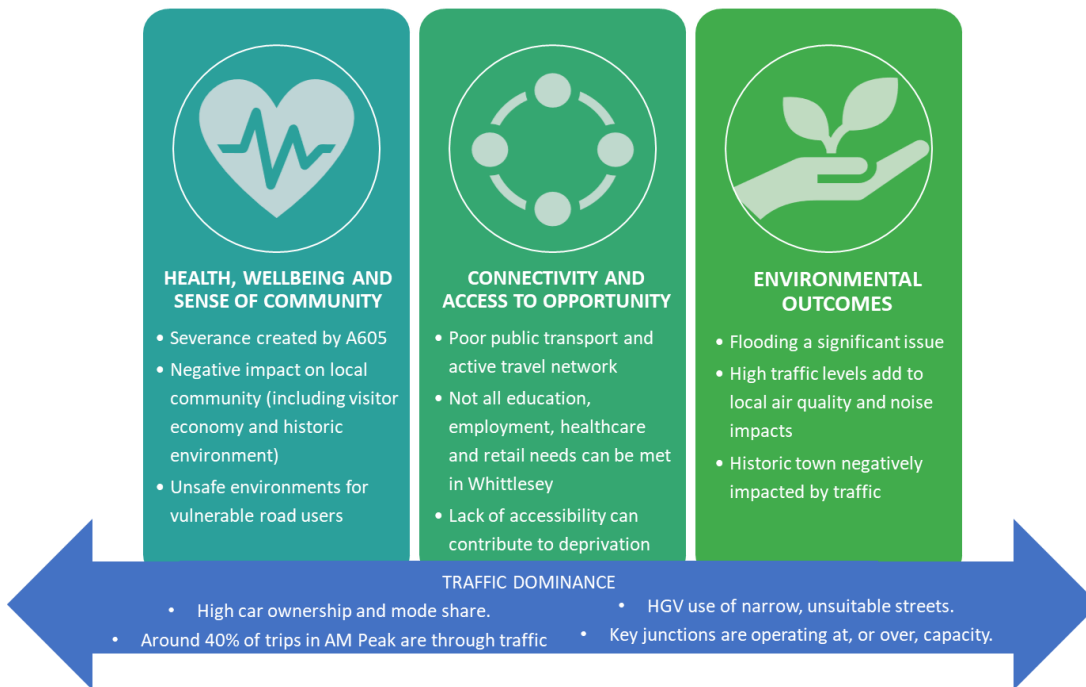 HEALTH, WELLBEING AND
SENSE OF COMMUNITY
• Severance created by A605
• Negative impact on local
community (including visitor
economy and historic
environment)
• Unsafe environments for
vulnerable road users
CONNECTIVITY AND
ACCESS TO OPPORTUNITY
• Poor public transport and
active travel network
• Not all education,
employment, healthcare
and retail needs can be met
in Whittlesey
• Lack of accessibility can
contribute to deprivation
ENVIRONMENTAL
OUTCOMES
• Flooding a significant issue
• High traffic levels add to
local air quality and noise
impacts
• Historic town negatively
impacted by traffic
TRAFFIC DOMINANCE
• High car ownership and mode share.
• Around 40% of trips in AM Peak are through traffic
• HGV use of narrow, unsuitable streets.
• Key junctions are operating at, or over, capacity.